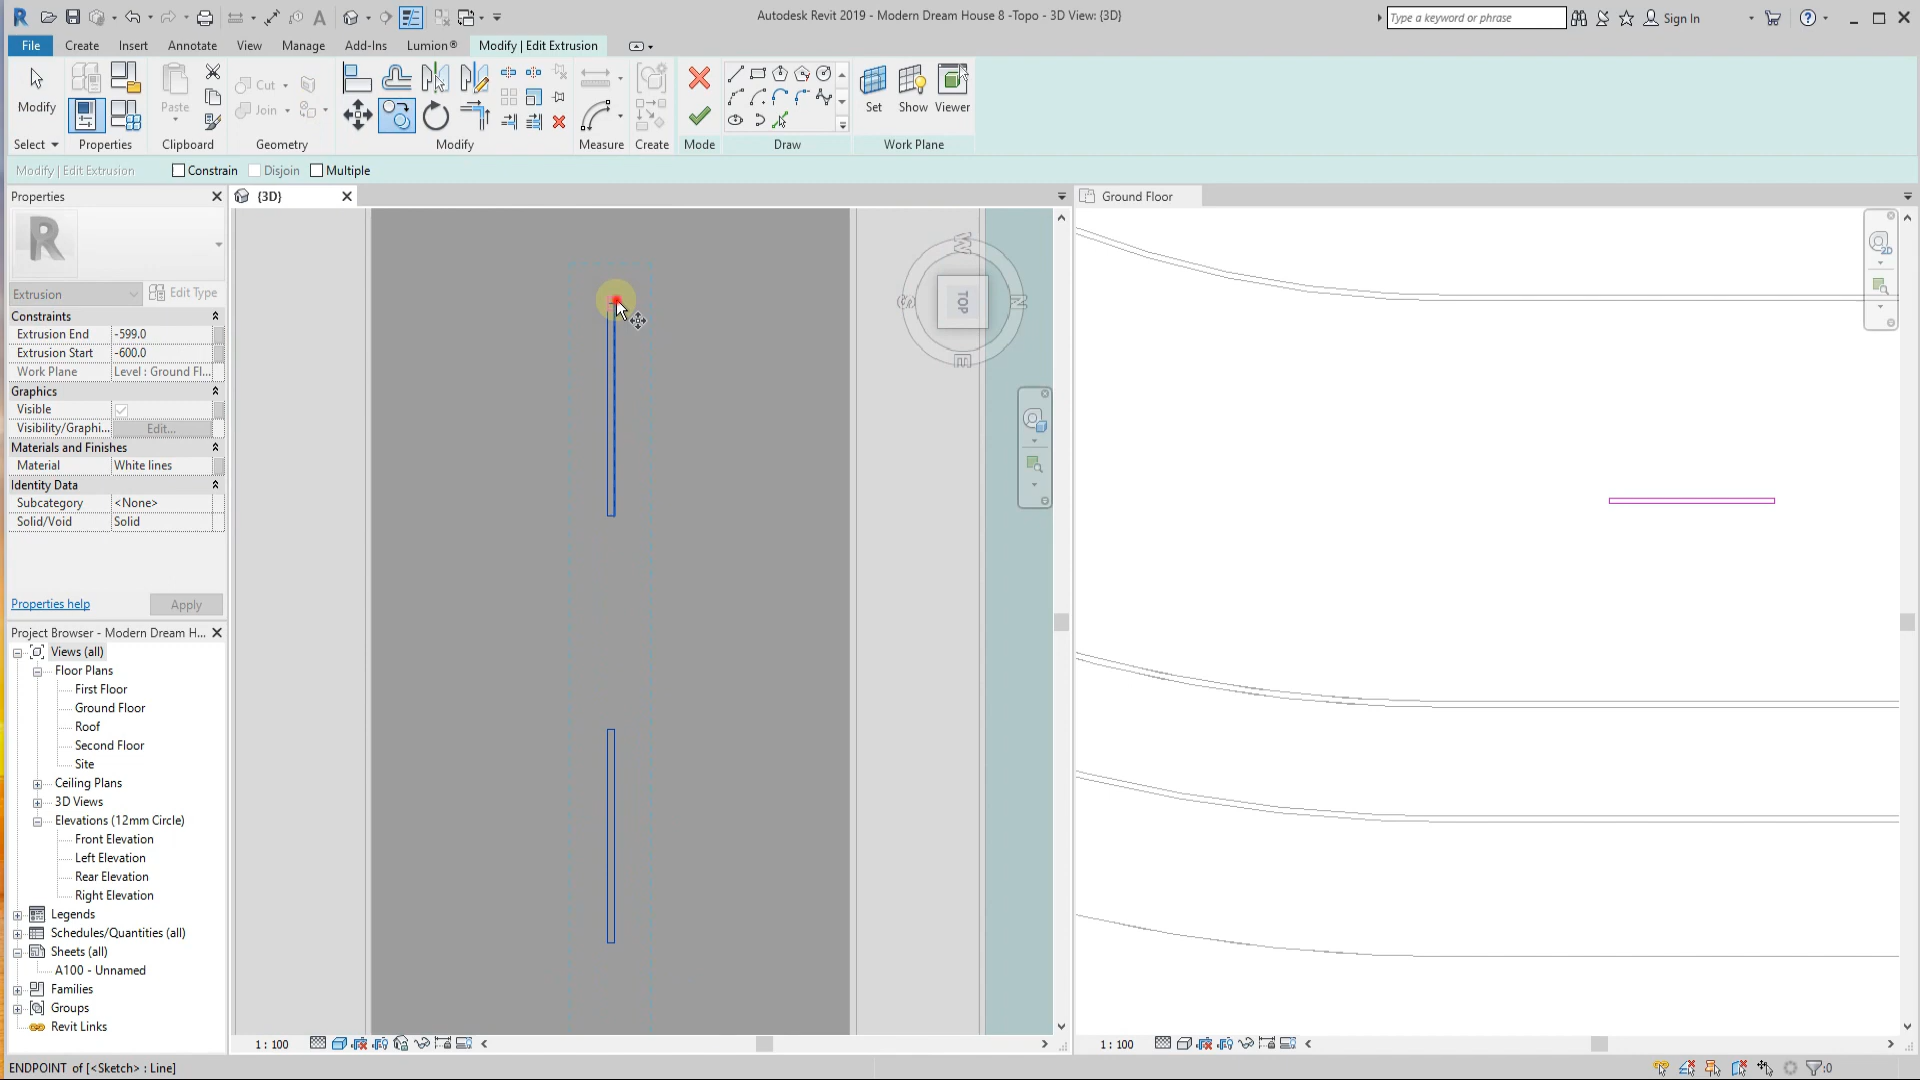 Autodesk Revit 2019 - Modern Dream House 8 -Topo - 3D View: {3D}
Type a keyword or phrase
Sign In
File Create Insert Annotate View Manage Add-Ins Lumion® Modify | Edit Extrusion
Modify
Paste
Cut
Join
Set Show Viewer
Select Properties Clipboard Geometry Modify Measure Create Mode Draw Work Plane
Modify | Edit Extrusion
Constrain Disjoin Multiple
Properties
{3D}
Ground Floor
R
Extrusion
Edit Type
Constraints
Extrusion End -599.0
Extrusion Start -600.0
Work Plane Level : Ground Fl...
Graphics
Visible
Visibility/Graphi... Edit...
Materials and Finishes
Material White lines
Identity Data
Subcategory <None>
Solid/Void Solid
Properties help
Apply
Project Browser - Modern Dream H...
Views (all)
Floor Plans
First Floor
Ground Floor
Roof
Second Floor
Site
Ceiling Plans
3D Views
Elevations (12mm Circle)
Front Elevation
Left Elevation
Rear Elevation
Right Elevation
Legends
Schedules/Quantities (all)
Sheets (all)
A100 - Unnamed
Families
Groups
Revit Links
W
S
TOP
N
E
2D
1 : 100
1 : 100
ENDPOINT of [<Sketch> : Line]
:0